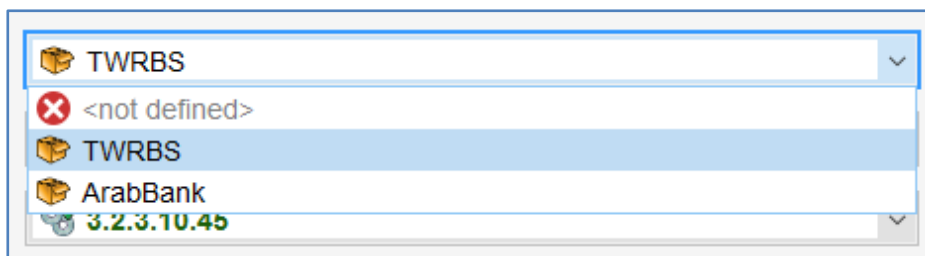 TWRBS
<not defined>
TWRBS
ArabBank
3.2.3.10.45